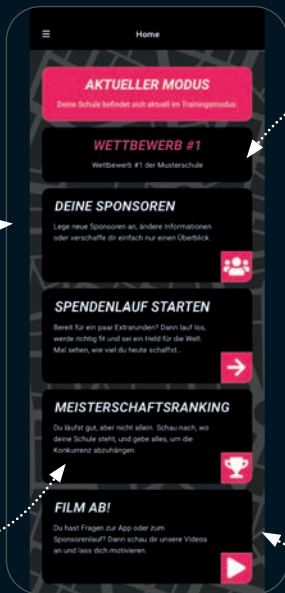 Home
AKTUELLER MODUS
Deine Schule befindet sich aktuell im Trainingsmodus.
WETTBEWERB #1
Wettbewerb #1 der Musterschule
DEINE SPONSOREN
Lege neue Sponsoren an, ändere Informationen
oder verschaffe dir einfach nur einen Überblick.
SPENDENLAUF STARTEN
Bereit für ein paar Extrarunden? Dann lauf los,
werde richtig fit und sei ein Held für die Welt.
Mal sehen, wie viel du heute schaffst...
MEISTERSCHAFTSRANKING
Du läufst gut, aber nicht allein. Schau nach, wo
deine Schule steht, und gebe alles, um die
Konkurrenz abzuhängen.
FILM AB!
Du hast Fragen zur App oder zum
Sponsorenlauf? Dann schau dir unsere Videos
an und lass dich motivieren.